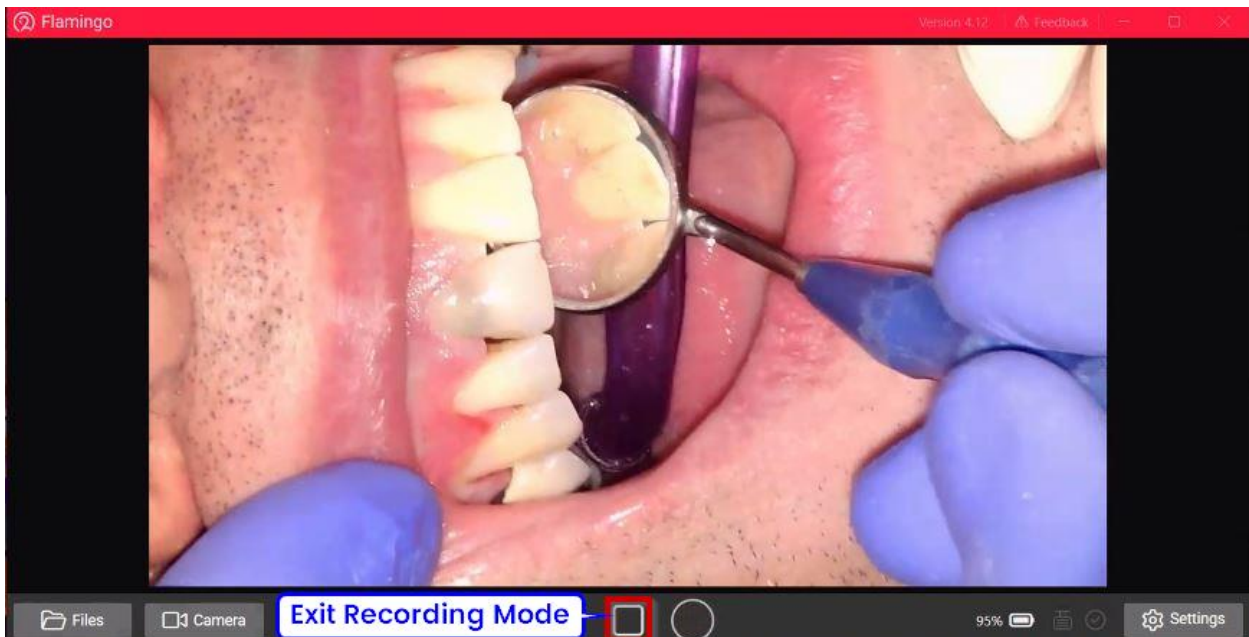 Flamingo
Version 4.12
Feedback
Files
Camera
Exit Recording Mode
95%
Settings